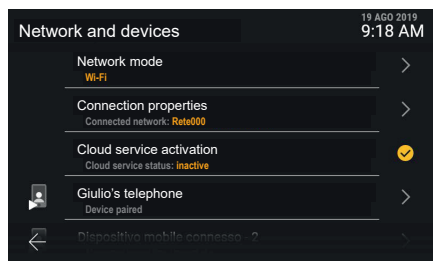 19 AGO 2019
Network and devices
9:18 AM
Network mode
Wi-Fi
Connection properties
Connected network: Rete000
Cloud service activation
Cloud service status: inactive
Giulio's telephone
Device paired
Dispositivo mobile connesso - 2